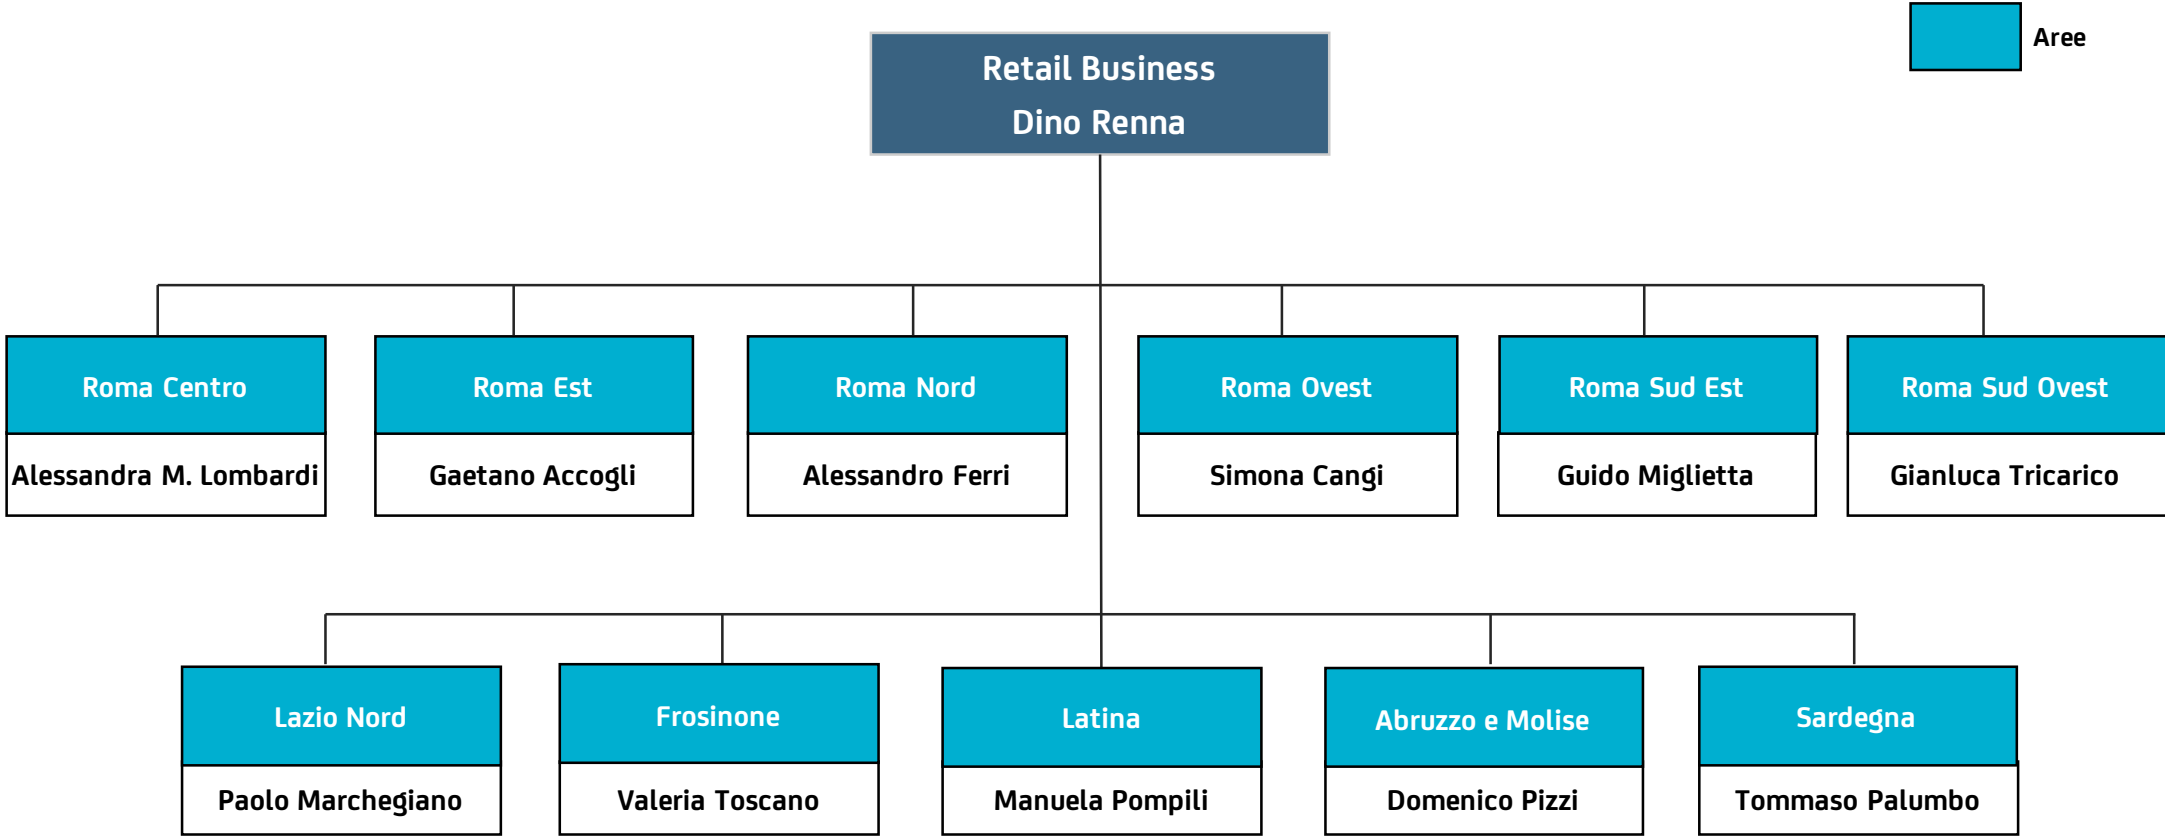 Aree
Retail Business
Dino Renna
Roma Centro
Alessandra M. Lombardi
Roma Est
Gaetano Accogli
Roma Nord
Alessandro Ferri
Roma Ovest
Simona Cangi
Roma Sud Est
Guido Miglietta
Roma Sud Ovest
Gianluca Tricarico
Lazio Nord
Paolo Marchegiano
Frosinone
Valeria Toscano
Latina
Manuela Pompili
Abruzzo e Molise
Domenico Pizzi
Sardegna
Tommaso Palumbo